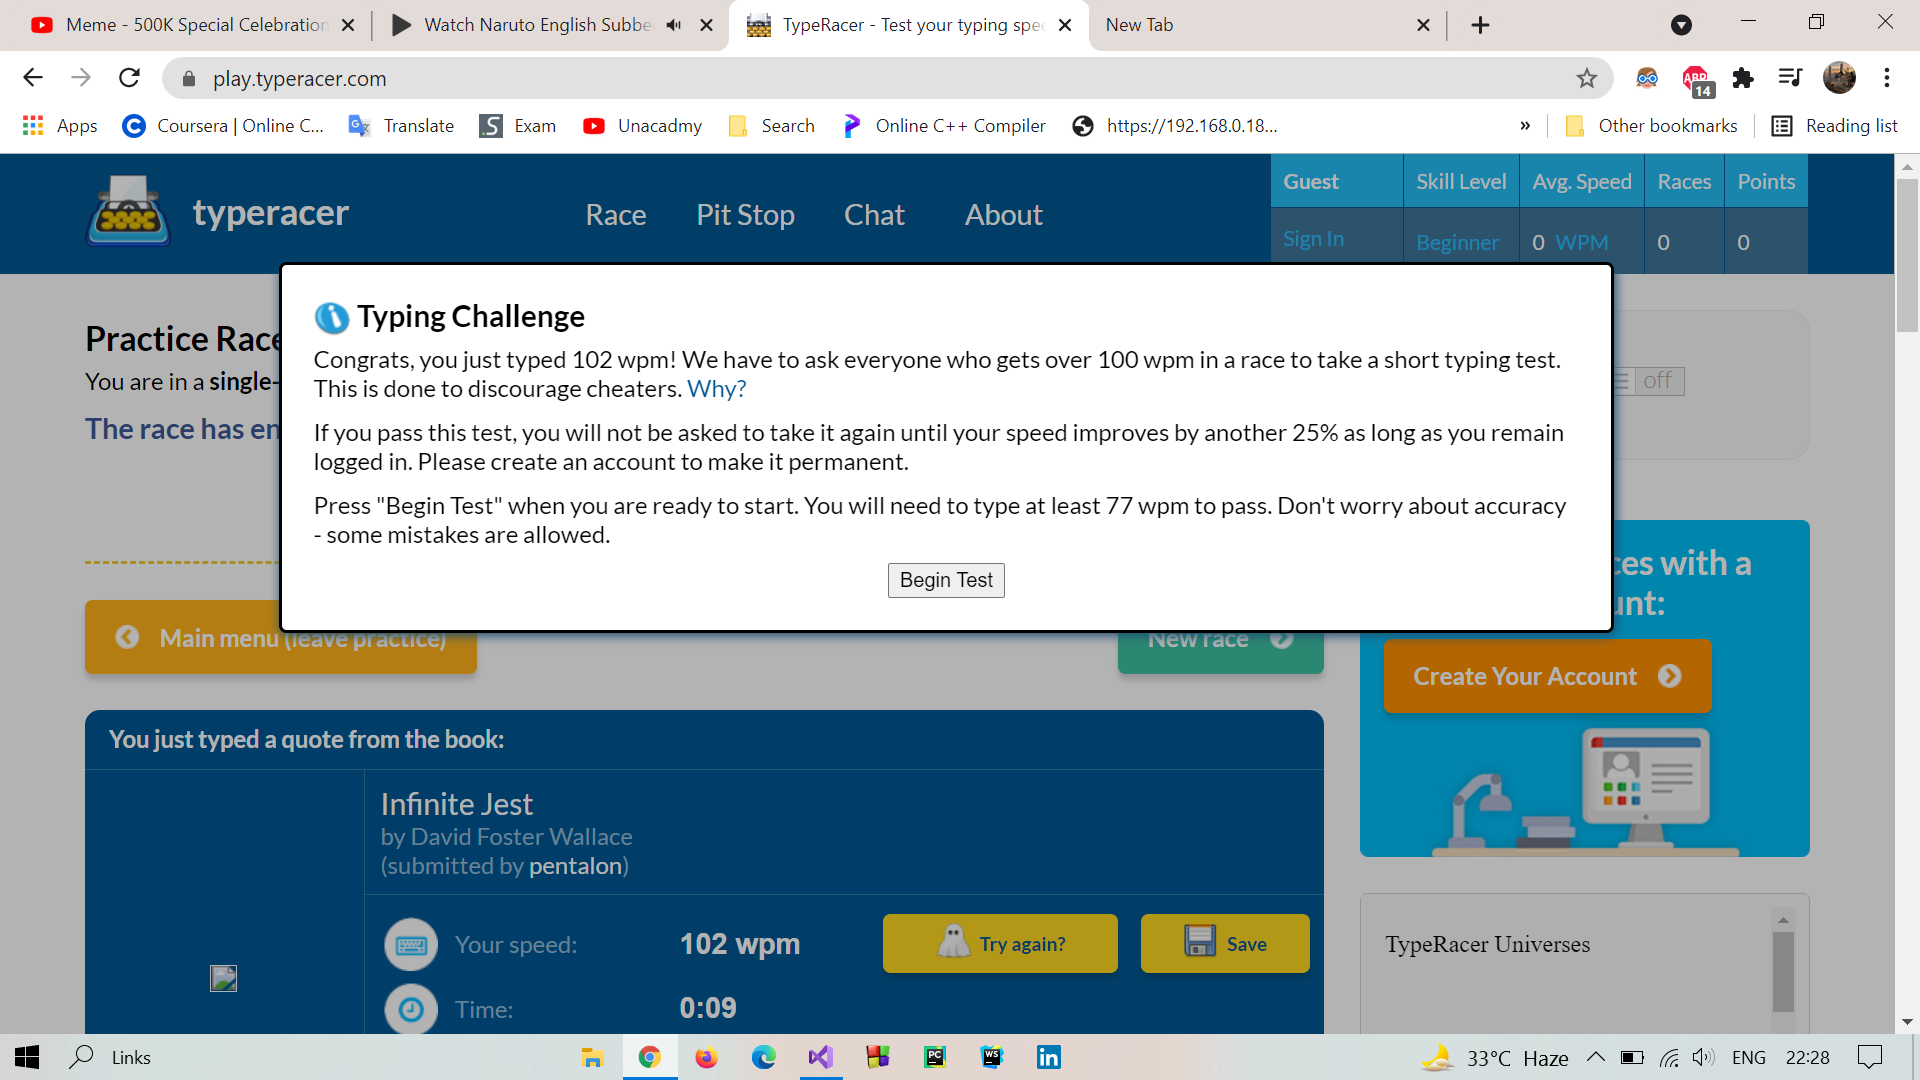 Meme - 500K Special Celebration
Watch Naruto English Subbe
TypeRacer - Test your typing spee
New Tab
play.typeracer.com
ABP
14
Apps
Coursera | Online C...
Translate
Exam
Unacadmy
Search
Online C++ Compiler
https://192.168.0.18...
»
Other bookmarks
Reading list
typeracer
Race
Pit Stop
Chat
About
Guest
Skill Level
Avg. Speed
Races
Points
Sign In
Beginner
0 WPM
0
0
Practice Race
You are in a single-
The race has en
off
Typing Challenge
Congrats, you just typed 102 wpm! We have to ask everyone who gets over 100 wpm in a race to take a short typing test.
This is done to discourage cheaters. Why?
If you pass this test, you will not be asked to take it again until your speed improves by another 25% as long as you remain
logged in. Please create an account to make it permanent.
Press "Begin Test" when you are ready to start. You will need to type at least 77 wpm to pass. Don't worry about accuracy
- some mistakes are allowed.
Begin Test
ces with a
unt:
Main menu (leave practice)
New race
Create Your Account
You just typed a quote from the book:
Infinite Jest
by David Foster Wallace
(submitted by pentalon)
Your speed:
102 wpm
Try again?
Save
Time:
0:09
TypeRacer Universes
Links
PC
WS
in
33°C Haze
ENG
22:28